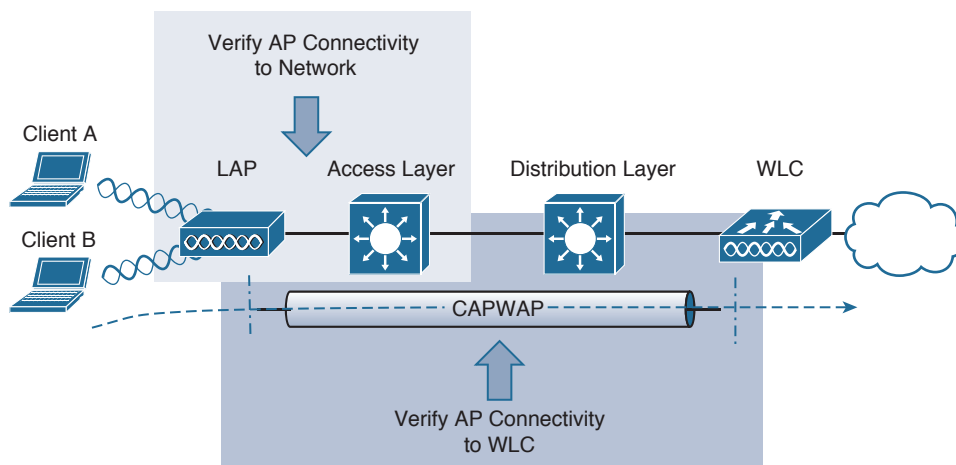 Verify AP Connectivity
to Network
Client A
LAP
Access Layer
Distribution Layer
WLC
Client B
CAPWAP
Verify AP Connectivity
to WLC